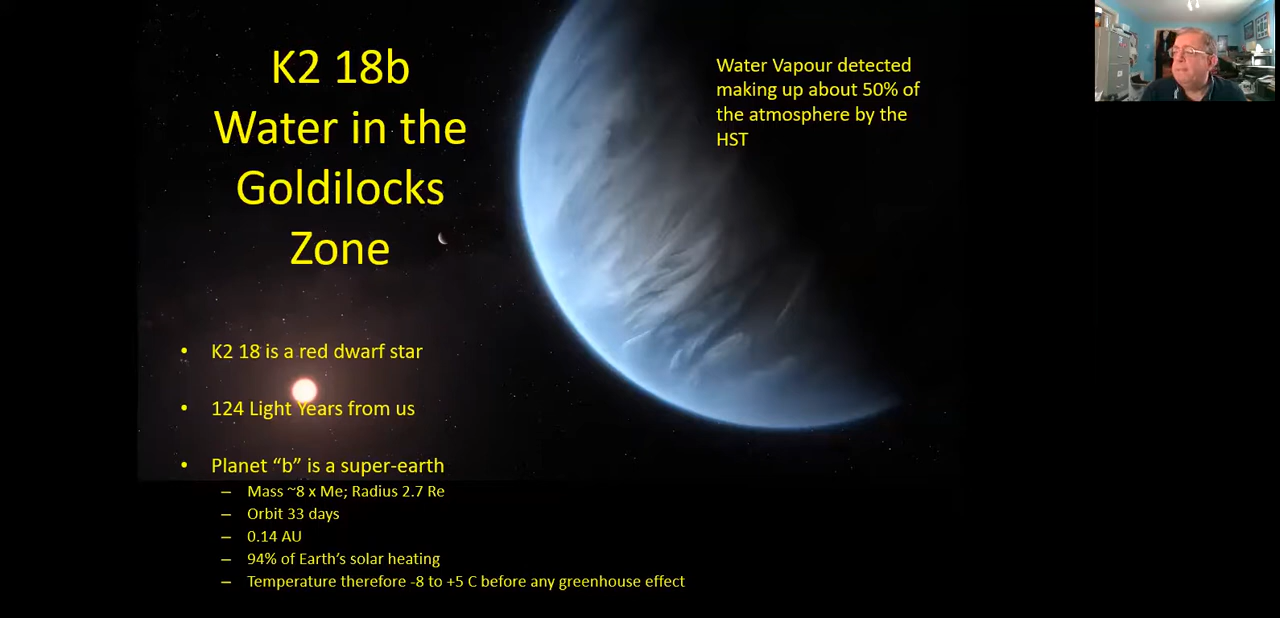 K2 18b
Water in the
Goldilocks
Zone
Water Vapour detected
making up about 50% of
the atmosphere by the
HST
• K2 18 is a red dwarf star
• 124 Light Years from us
• Planet “b” is a super-earth
– Mass ~8 x Me; Radius 2.7 Re
– Orbit 33 days
– 0.14 AU
– 94% of Earth’s solar heating
– Temperature therefore -8 to +5 C before any greenhouse effect